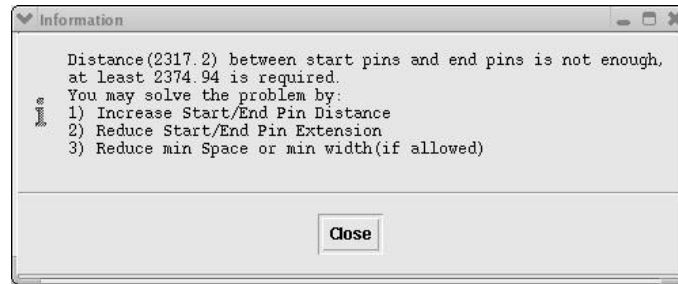 Information
Distance(2317.2) between start pins and end pins is not enough,
at least 2374.94 is required.
You may solve the problem by:
1) Increase Start/End Pin Distance
2) Reduce Start/End Pin Extension
3) Reduce min Space or min width(if allowed)
Close